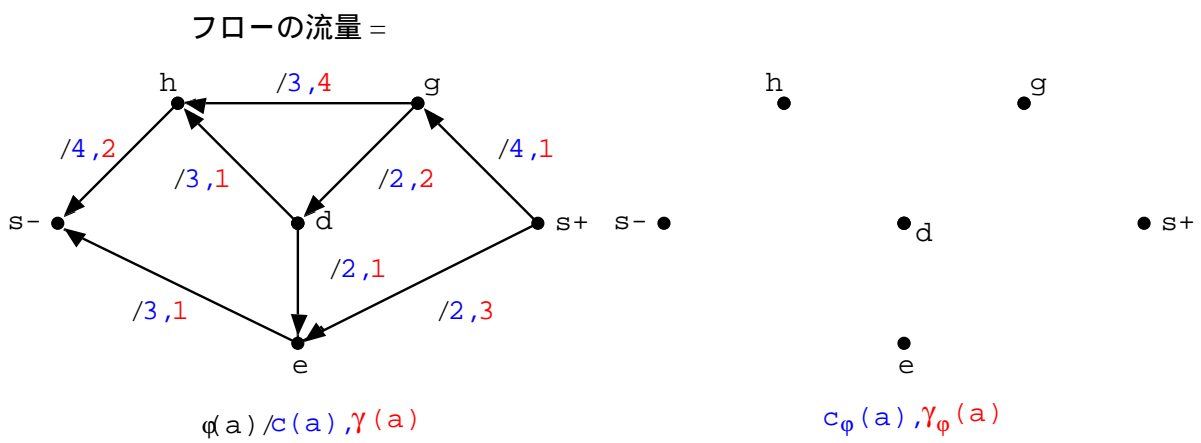 フローの流量 =
h
/3,4
g
h
g
/4,2
/3,1
/2,2
/4,1
s-
d
s+
s-
d
s+
/2,1
/3,1
/2,3
e
e
φ(a)/c(a),γ(a)
cφ(a),γφ(a)